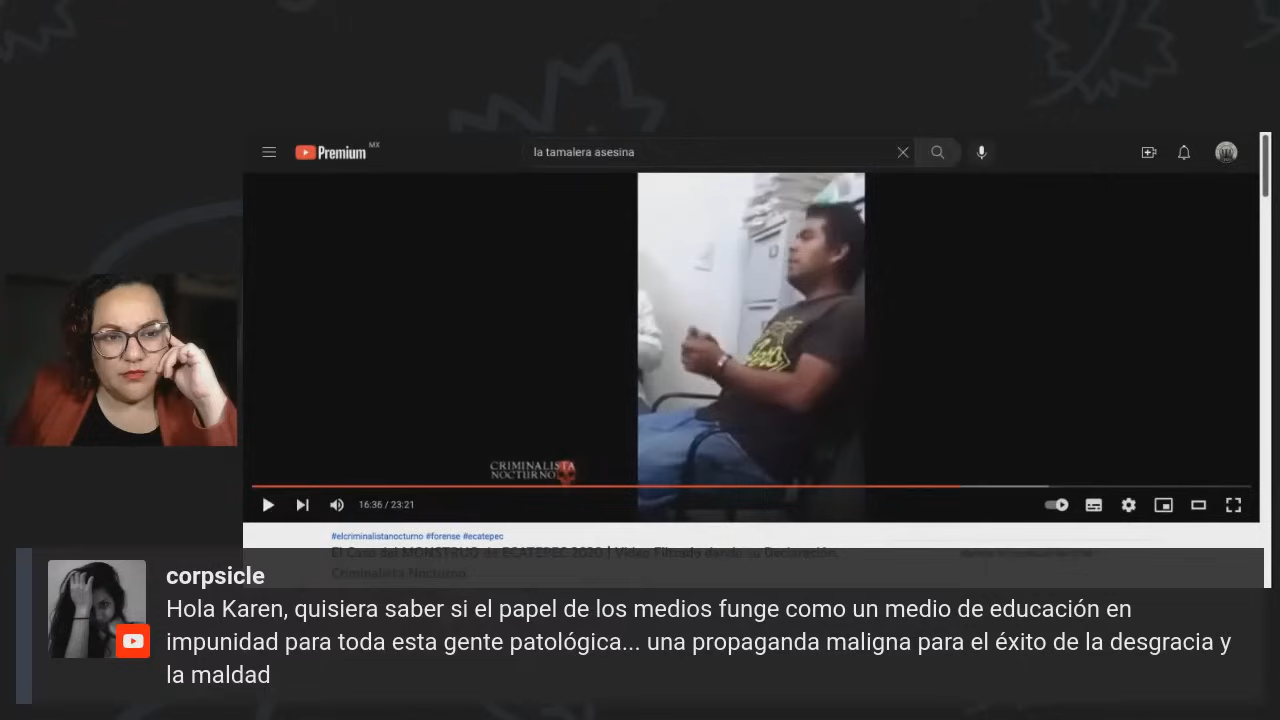 Premium MX
la tamalera asesina
CRIMINALISTA
NOCTURNO
16:36 / 23:21
#elcriminalistanocturno #forense #ecatepec
El Caso del MONSTRUO de ECATEPEC 2020 | Video Filtrado dando su Declaración.
Criminalista Nocturno
corpsicle
Hola Karen, quisiera saber si el papel de los medios funge como un medio de educación en
impunidad para toda esta gente patológica... una propaganda maligna para el éxito de la desgracia y
la maldad